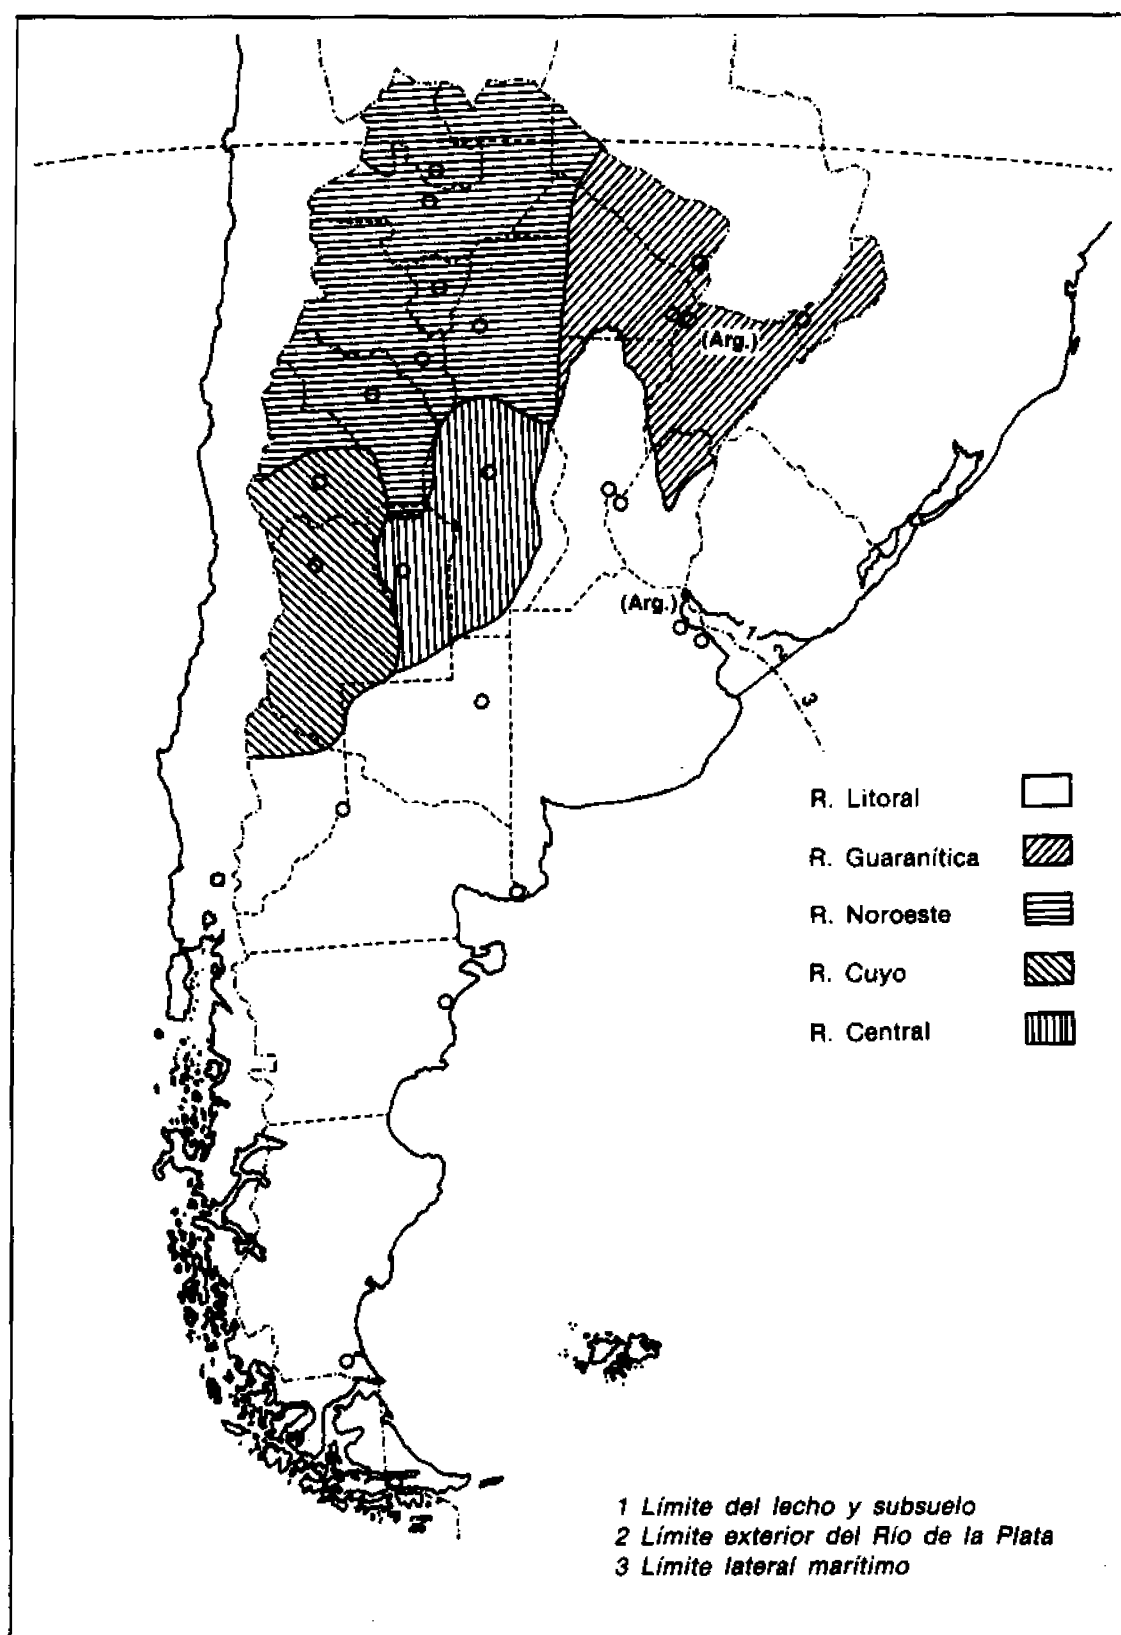 (Arg.)
(Arg.)
1
2
3
R. Litoral
R. Guaranítica
R. Noroeste
R. Cuyo
R. Central
1 Límite del lecho y subsuelo
2 Límite exterior del Río de la Plata
3 Límite lateral marítimo